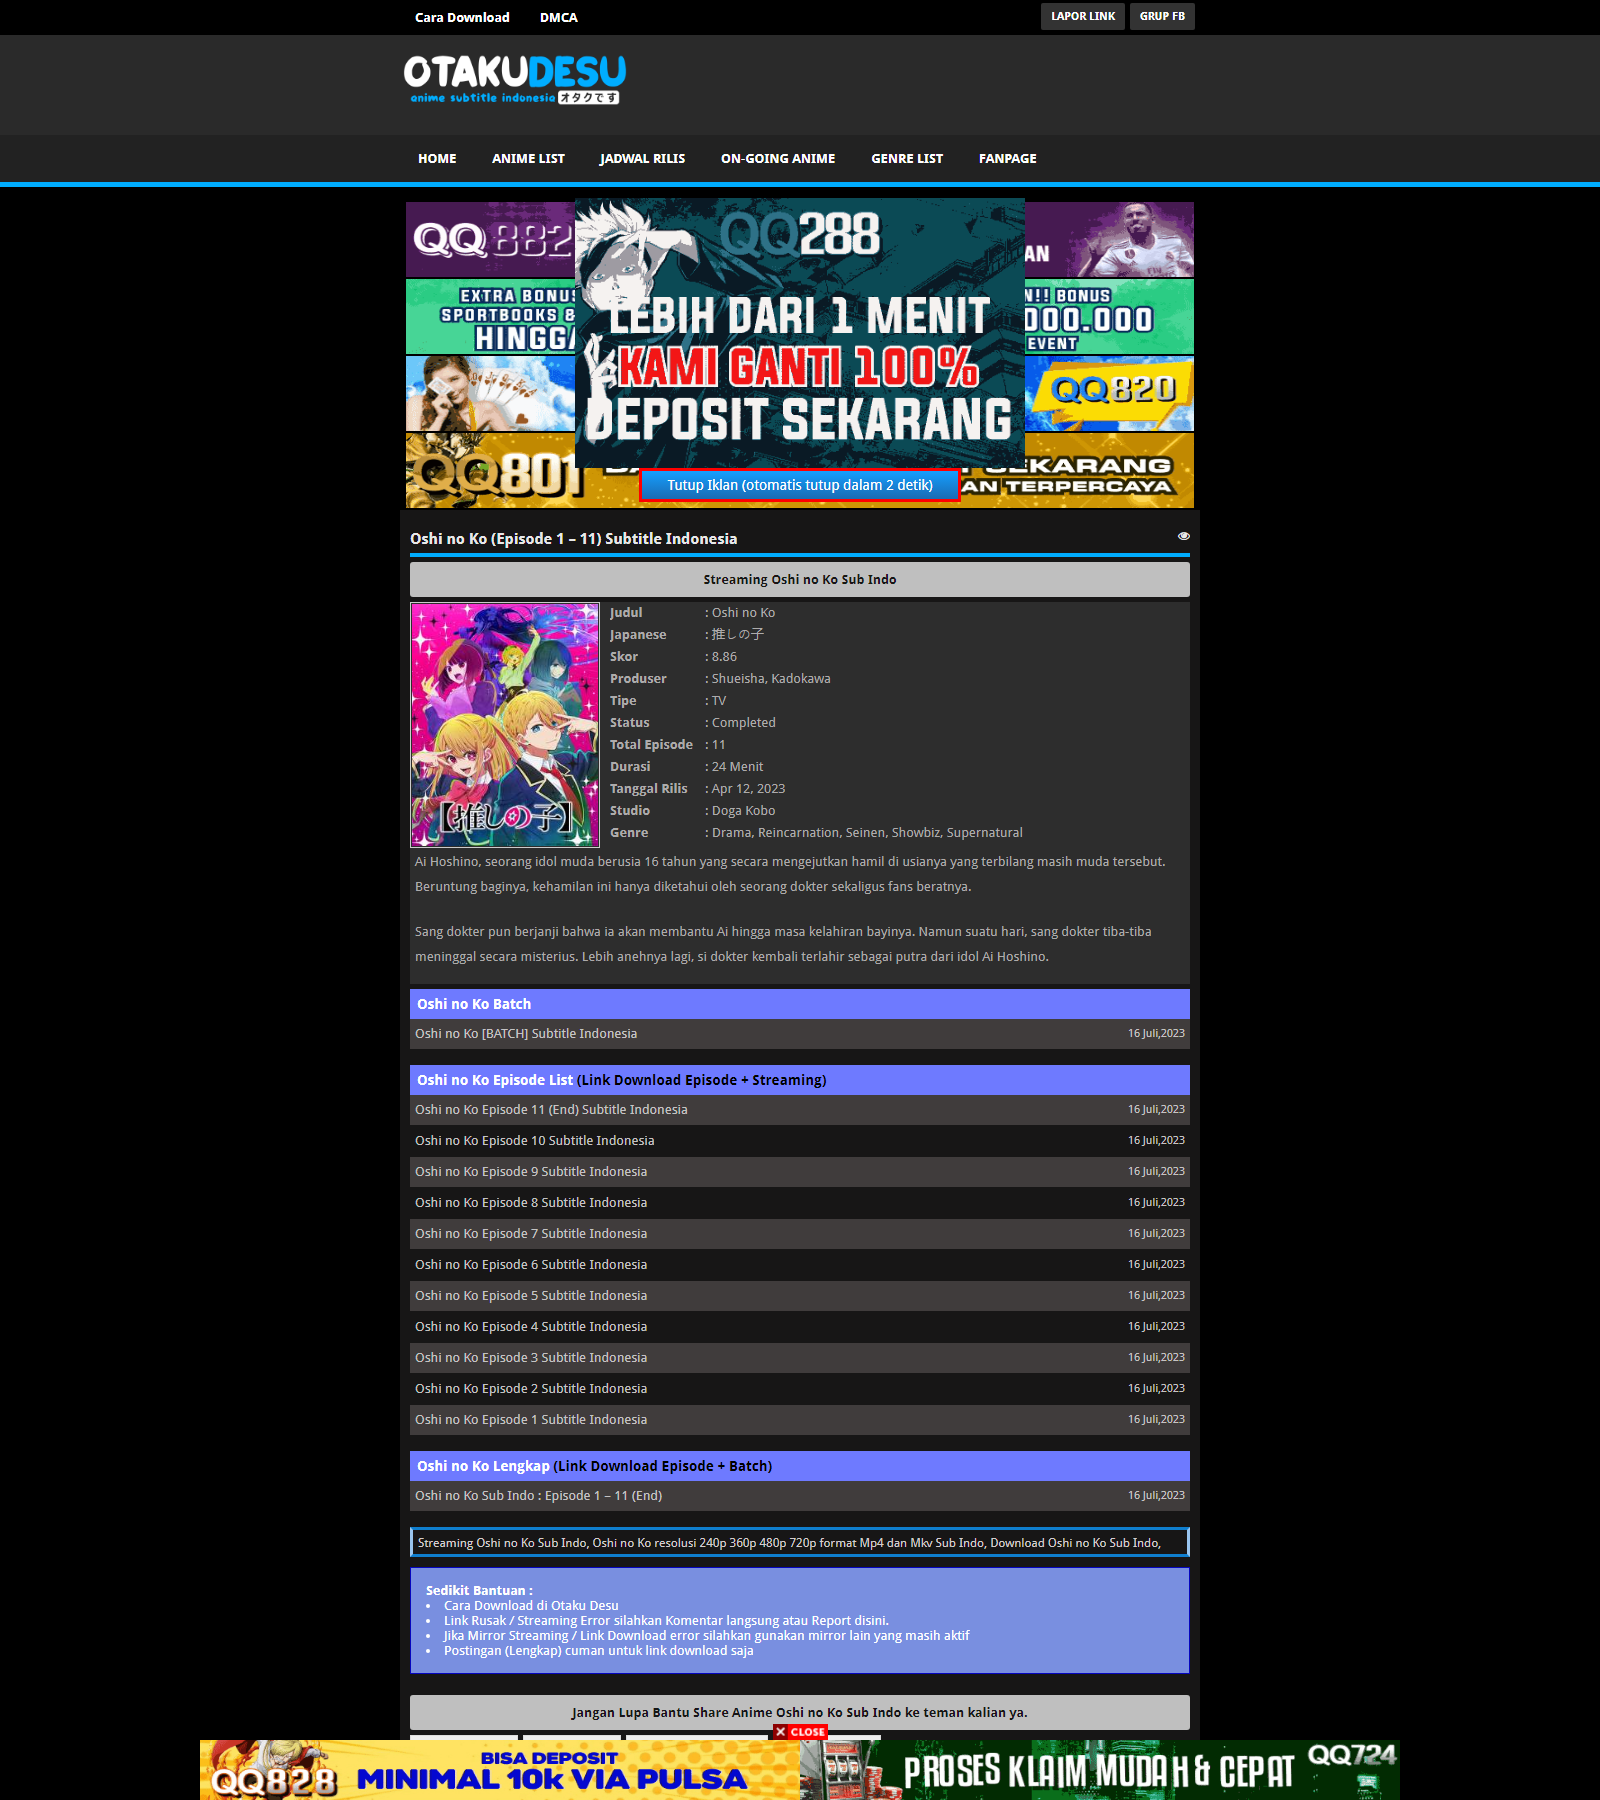 Cara Download
DMCA
LAPOR LINK
GRUP FB
OTAKUDESU
anime subtitle indonesia オタクです
HOME
ANIME LIST
JADWAL RILIS
ON-GOING ANIME
GENRE LIST
FANPAGE
QQ882
AN
QQ288
EXTRA BONUS
SPORTBOOKS &
HINGGA
N!! BONUS
000.000
EVENT
LEBIH DARI 1 MENIT
KAMI GANTI 100%
DEPOSIT SEKARANG
QQ820
QQ801
SEKARANG
AN TERPERCAYA
Tutup Iklan (otomatis tutup dalam 2 detik)
Oshi no Ko (Episode 1 – 11) Subtitle Indonesia
Streaming Oshi no Ko Sub Indo
【推しの子】
Judul : Oshi no Ko
Japanese : 推しの子
Skor : 8.86
Produser : Shueisha, Kadokawa
Tipe : TV
Status : Completed
Total Episode : 11
Durasi : 24 Menit
Tanggal Rilis : Apr 12, 2023
Studio : Doga Kobo
Genre : Drama, Reincarnation, Seinen, Showbiz, Supernatural
Ai Hoshino, seorang idol muda berusia 16 tahun yang secara mengejutkan hamil di usianya yang terbilang masih muda tersebut.
Beruntung baginya, kehamilan ini hanya diketahui oleh seorang dokter sekaligus fans beratnya.
Sang dokter pun berjanji bahwa ia akan membantu Ai hingga masa kelahiran bayinya. Namun suatu hari, sang dokter tiba-tiba
meninggal secara misterius. Lebih anehnya lagi, si dokter kembali terlahir sebagai putra dari idol Ai Hoshino.
Oshi no Ko Batch
Oshi no Ko [BATCH] Subtitle Indonesia 16 Juli,2023
Oshi no Ko Episode List (Link Download Episode + Streaming)
Oshi no Ko Episode 11 (End) Subtitle Indonesia 16 Juli,2023
Oshi no Ko Episode 10 Subtitle Indonesia 16 Juli,2023
Oshi no Ko Episode 9 Subtitle Indonesia 16 Juli,2023
Oshi no Ko Episode 8 Subtitle Indonesia 16 Juli,2023
Oshi no Ko Episode 7 Subtitle Indonesia 16 Juli,2023
Oshi no Ko Episode 6 Subtitle Indonesia 16 Juli,2023
Oshi no Ko Episode 5 Subtitle Indonesia 16 Juli,2023
Oshi no Ko Episode 4 Subtitle Indonesia 16 Juli,2023
Oshi no Ko Episode 3 Subtitle Indonesia 16 Juli,2023
Oshi no Ko Episode 2 Subtitle Indonesia 16 Juli,2023
Oshi no Ko Episode 1 Subtitle Indonesia 16 Juli,2023
Oshi no Ko Lengkap (Link Download Episode + Batch)
Oshi no Ko Sub Indo : Episode 1 – 11 (End) 16 Juli,2023
Streaming Oshi no Ko Sub Indo, Oshi no Ko resolusi 240p 360p 480p 720p format Mp4 dan Mkv Sub Indo, Download Oshi no Ko Sub Indo,
Sedikit Bantuan :
• Cara Download di Otaku Desu
• Link Rusak / Streaming Error silahkan Komentar langsung atau Report disini.
• Jika Mirror Streaming / Link Download error silahkan gunakan mirror lain yang masih aktif
• Postingan (Lengkap) cuman untuk link download saja
Jangan Lupa Bantu Share Anime Oshi no Ko Sub Indo ke teman kalian ya.
CLOSE
QQ828
BISA DEPOSIT
MINIMAL 10k VIA PULSA
PROSES KLAIM MUDAH & CEPAT
QQ724